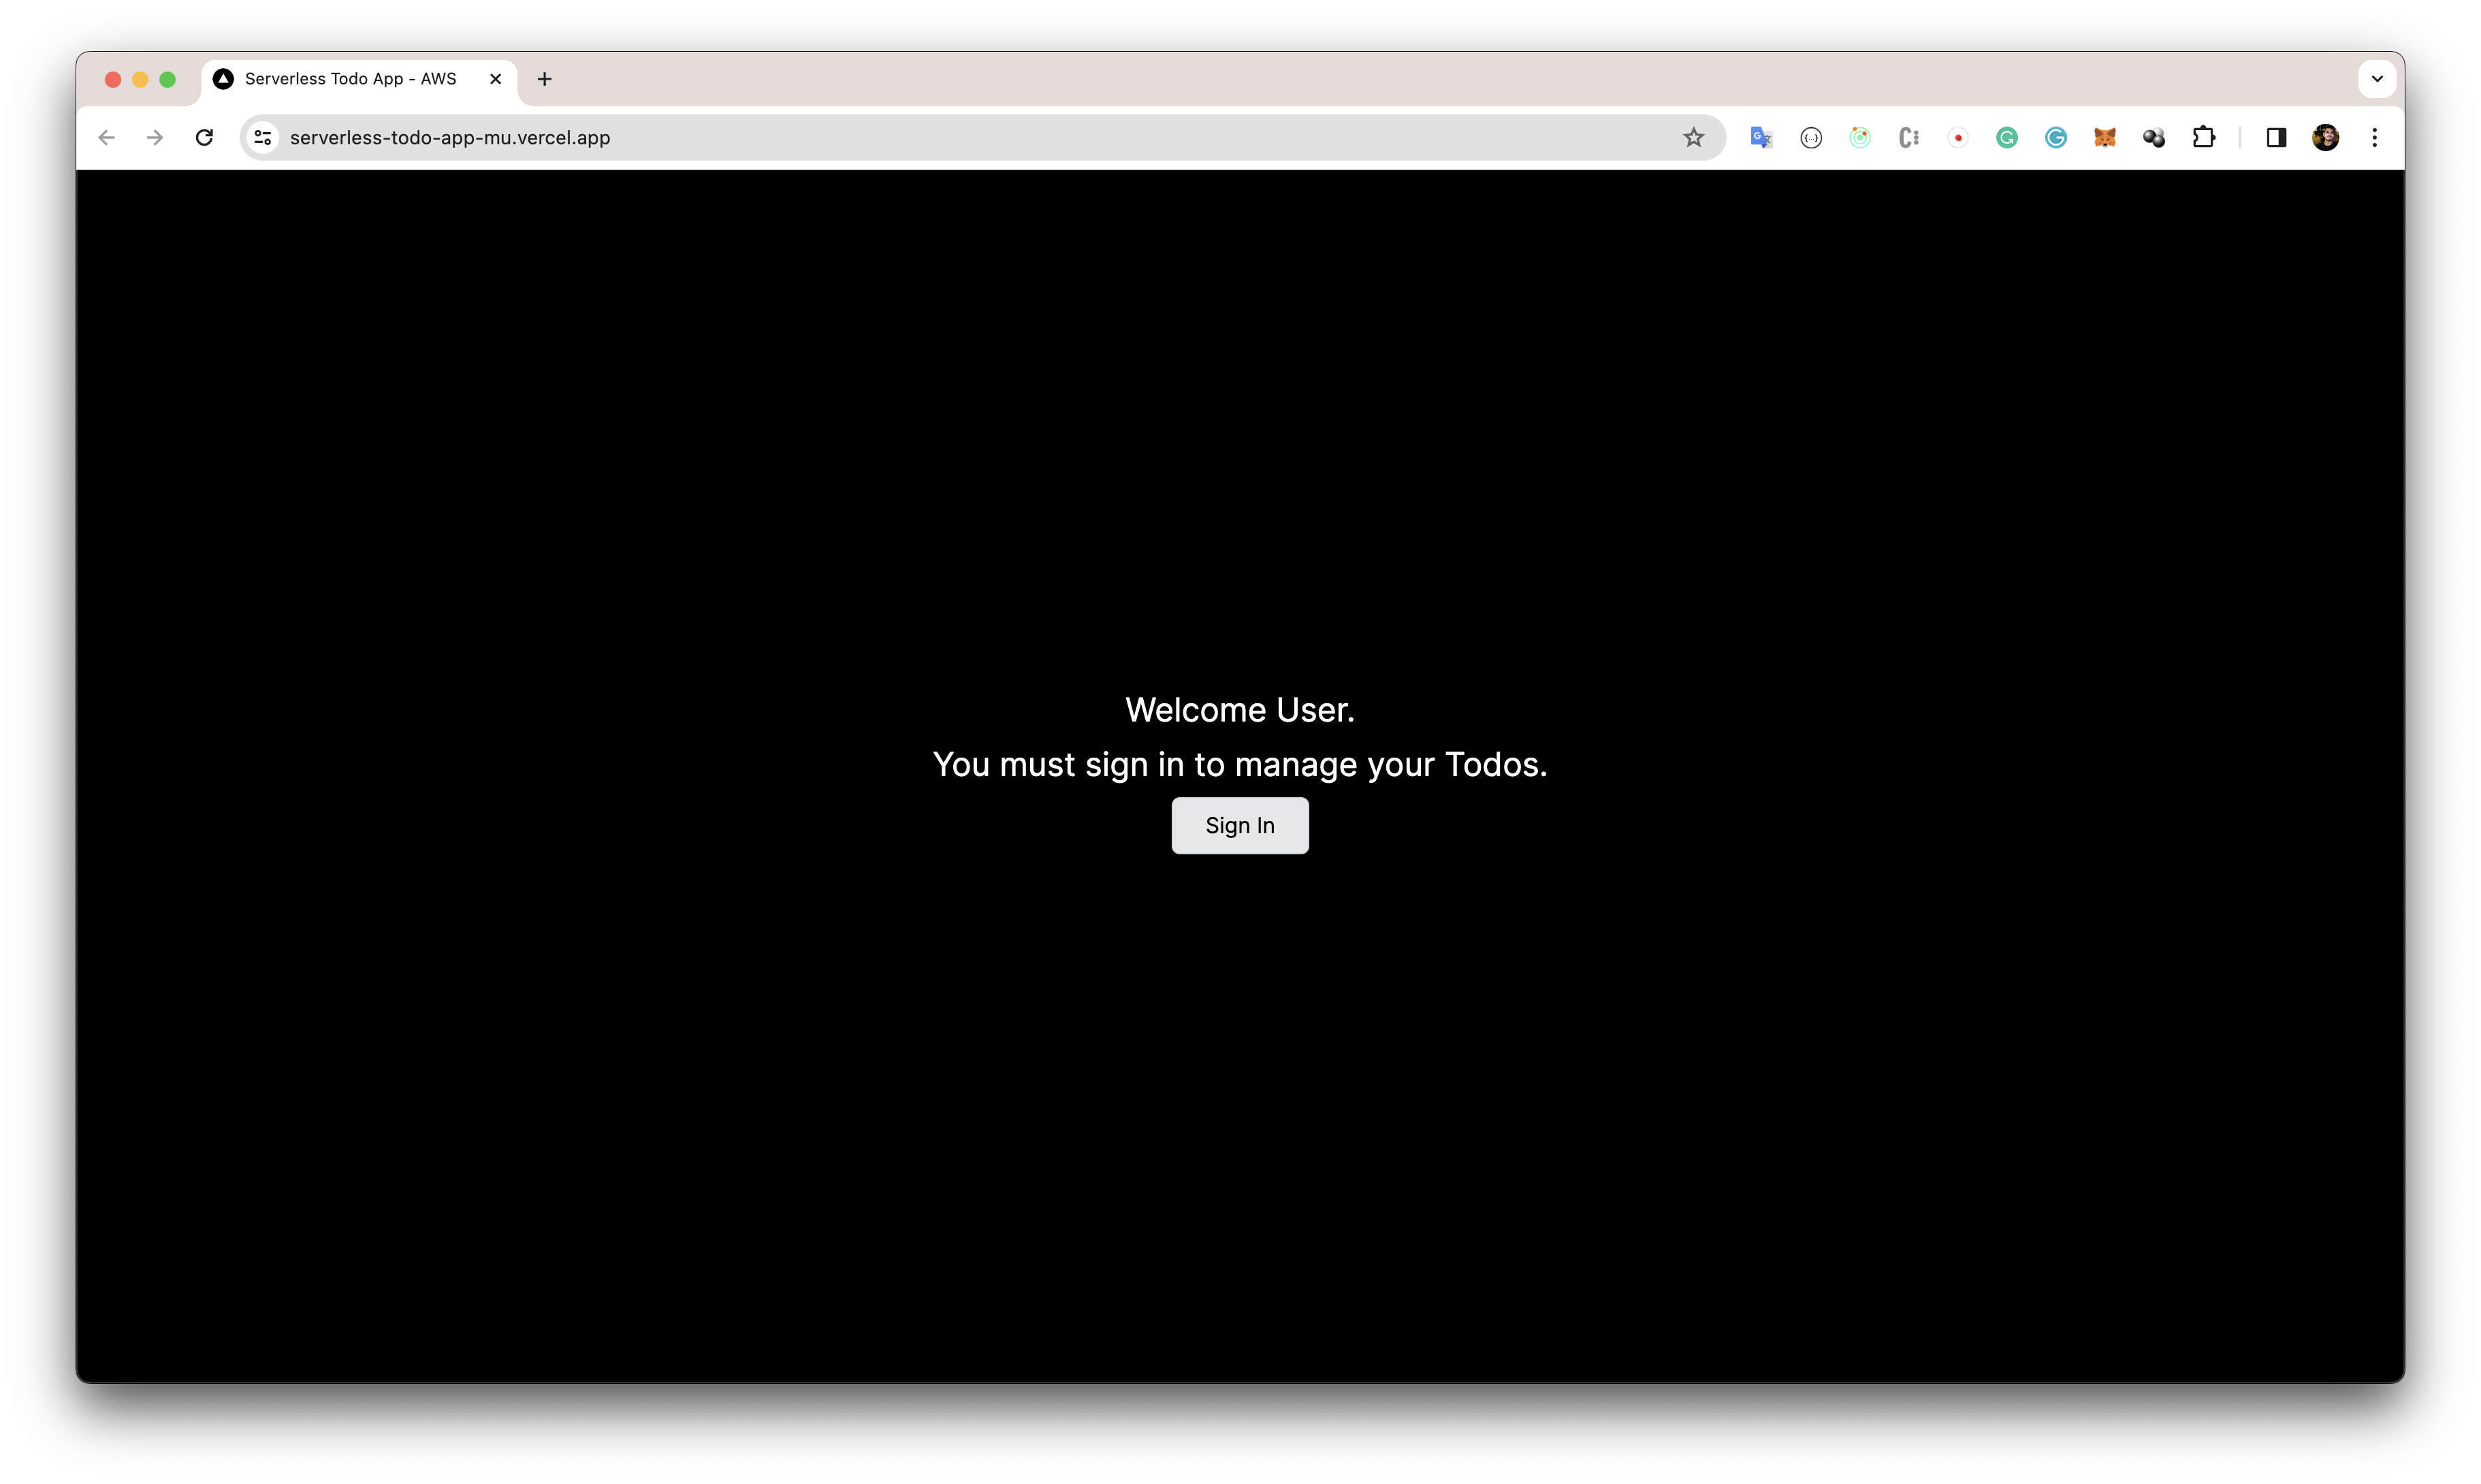 Serverless Todo App - AWS
serverless-todo-app-mu.vercel.app
Welcome User.
You must sign in to manage your Todos.
Sign In